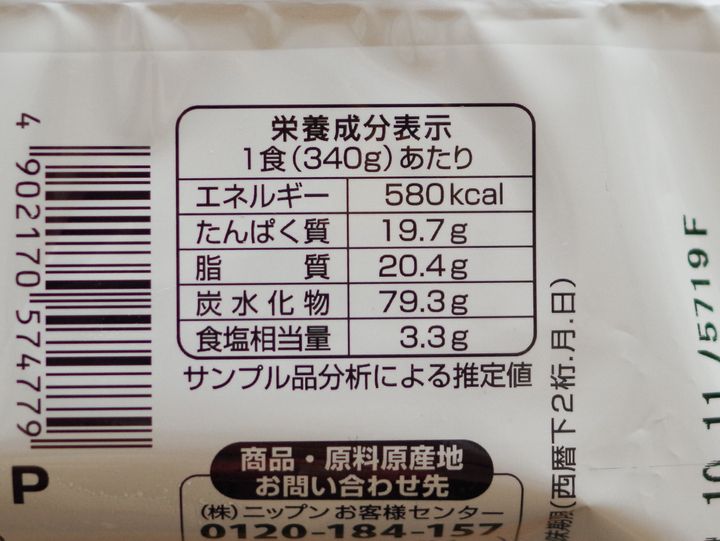 栄養成分表示
1食(340g)あたり
エネルギー 580kcal
たんぱく質 19.7g
脂質 20.4g
炭水化物 79.3g
食塩相当量 3.3g
サンプル品分析による推定値
商品・原料原産地
お問い合わせ先
(株)ニップン お客様センター
0120-184-157
4 902170 574779
P
(西暦下2桁.月.日)
10.11/5719F